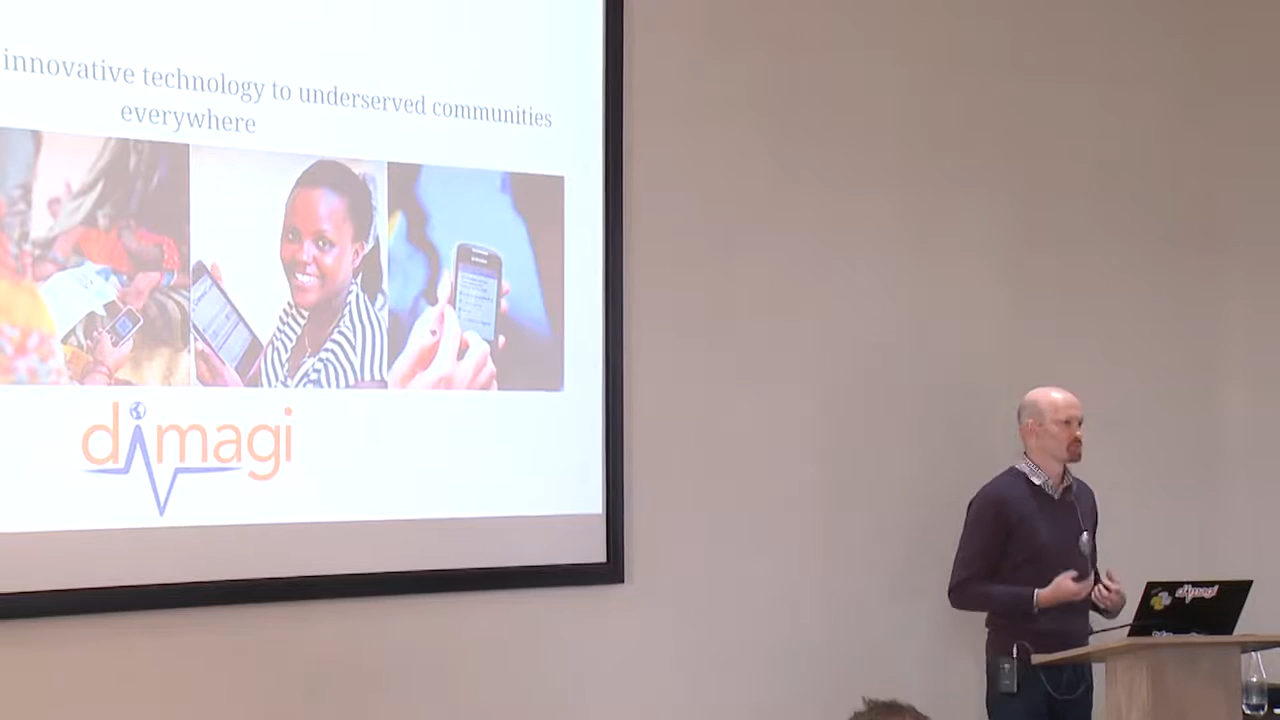 innovative technology to underserved communities
everywhere
dimagi
dimagi